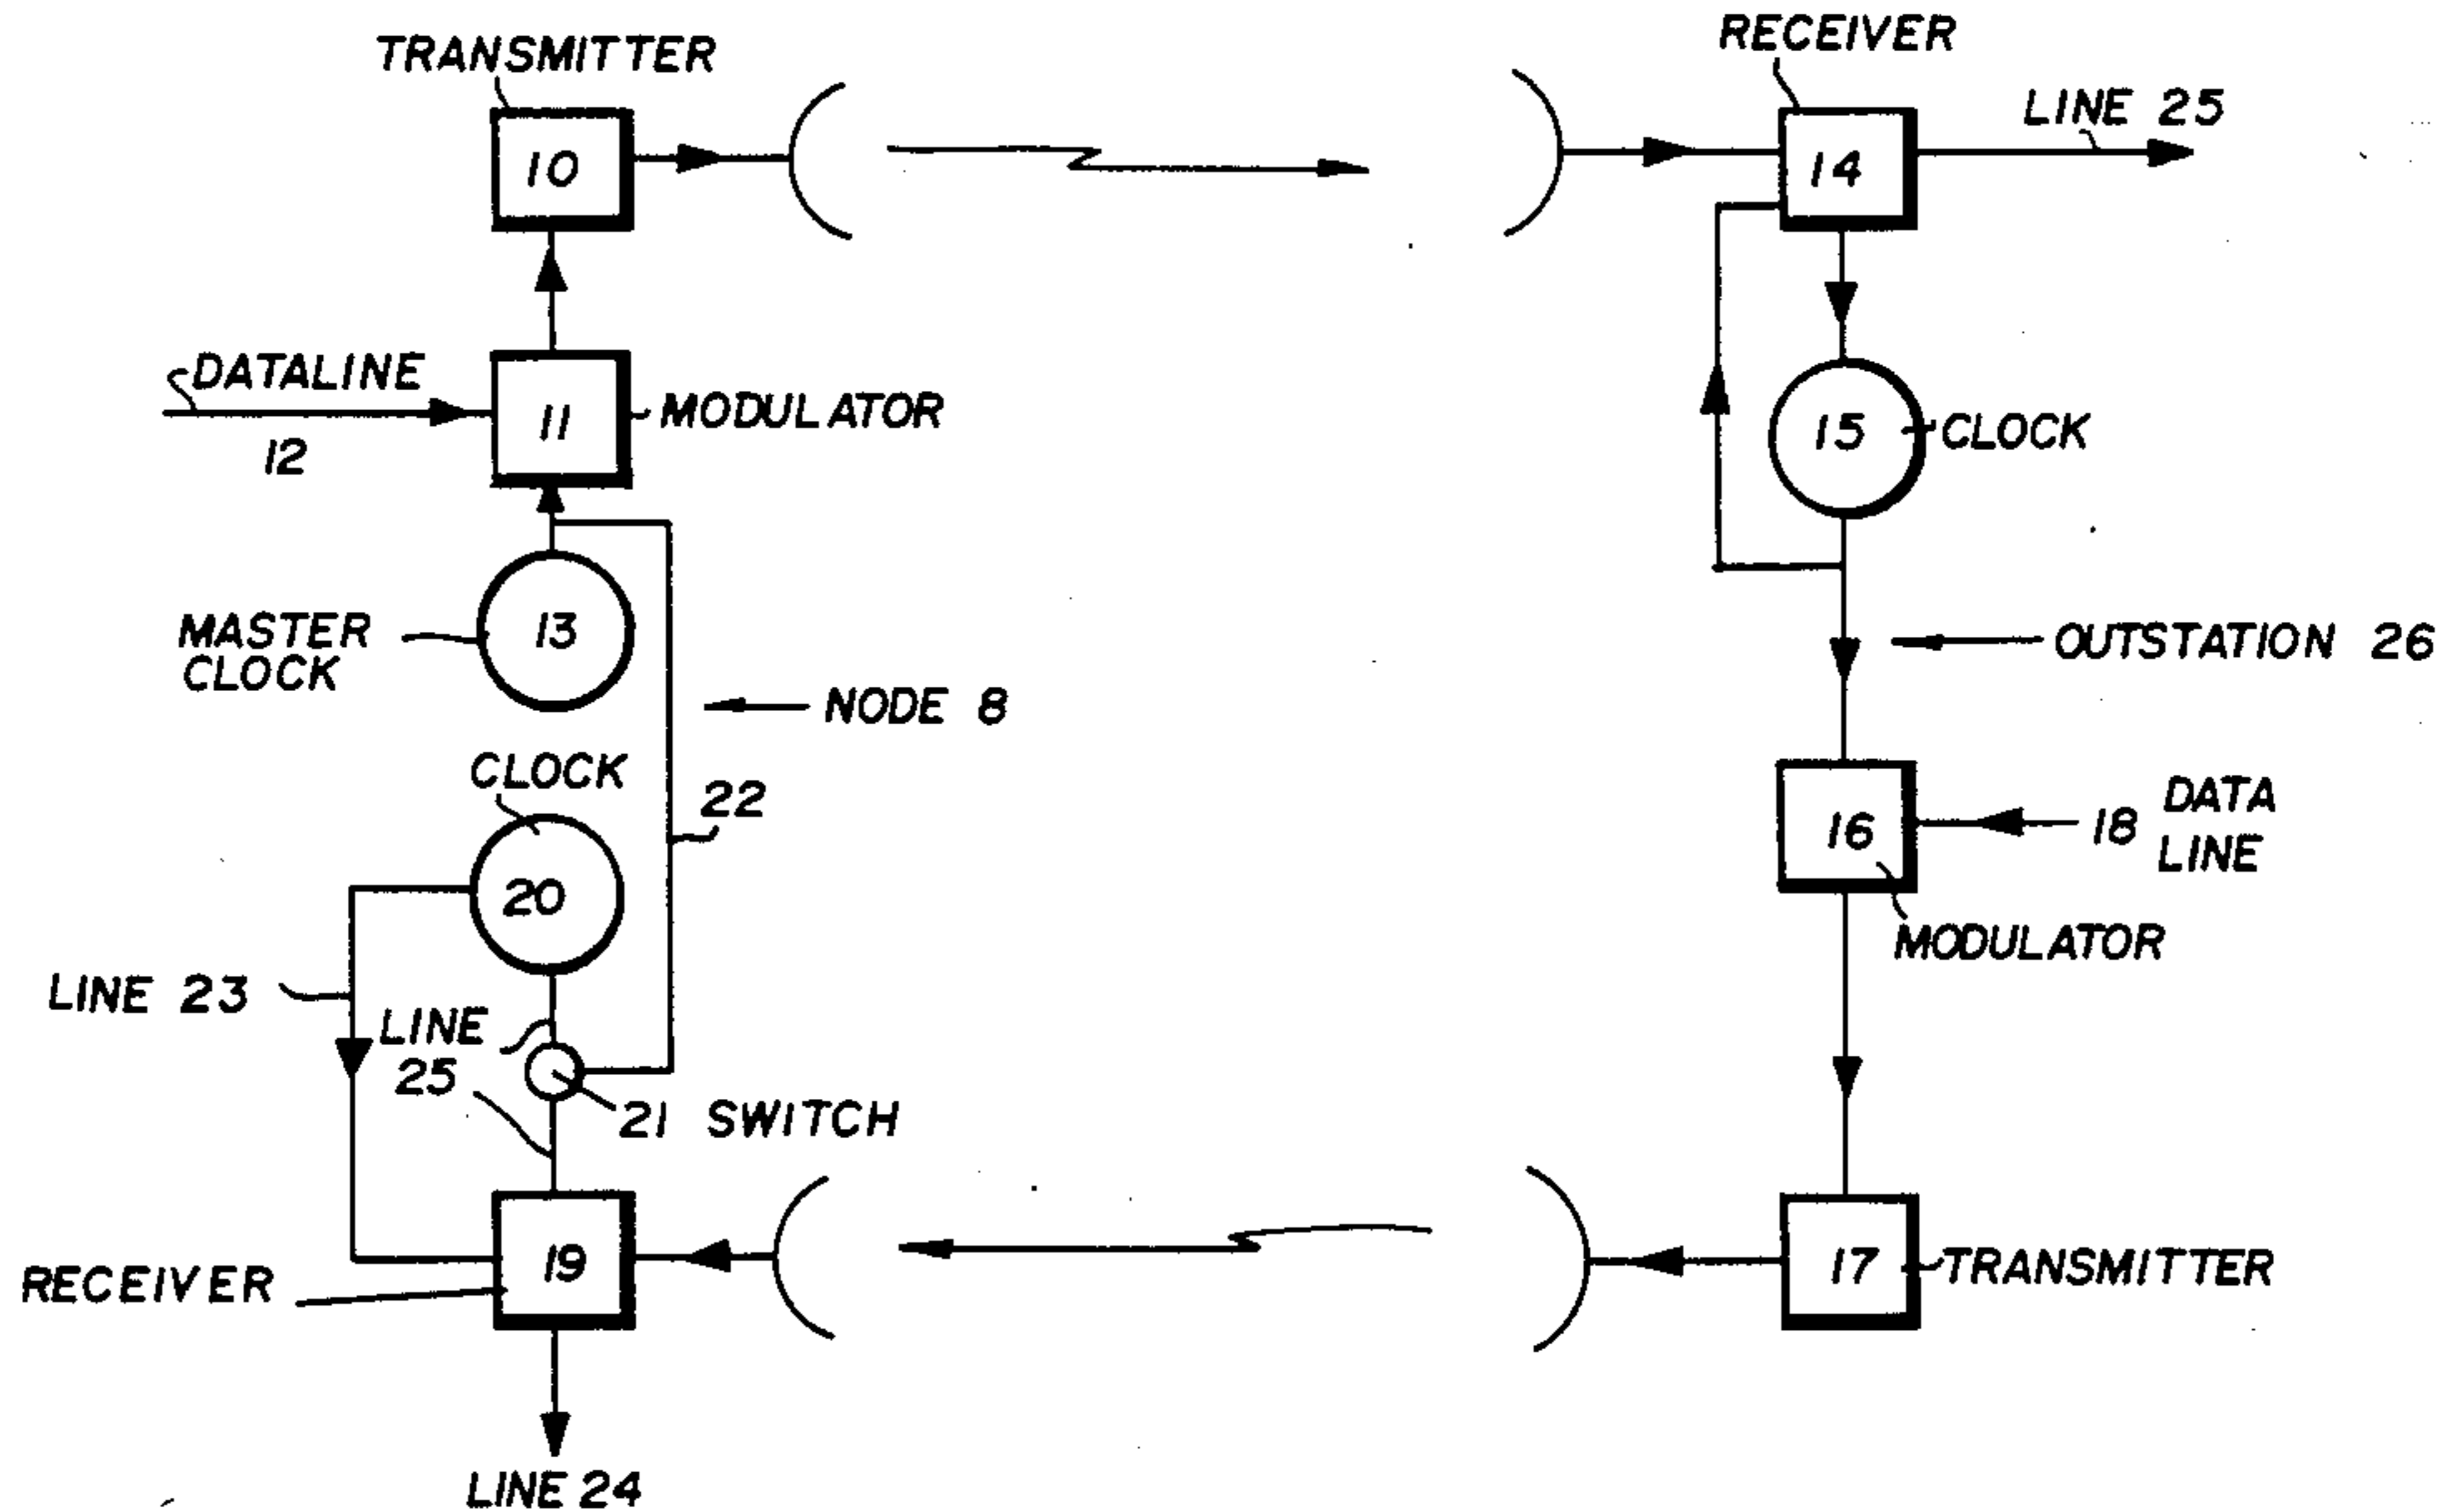 TRANSMITTER
10
DATALINE
12
11
MODULATOR
13
MASTER
CLOCK
NODE 8
CLOCK
22
20
LINE 23
LINE
25
21 SWITCH
19
RECEIVER
LINE 24
RECEIVER
14
LINE 25
15
CLOCK
OUTSTATION 26
16
18 DATA
LINE
MODULATOR
17
TRANSMITTER